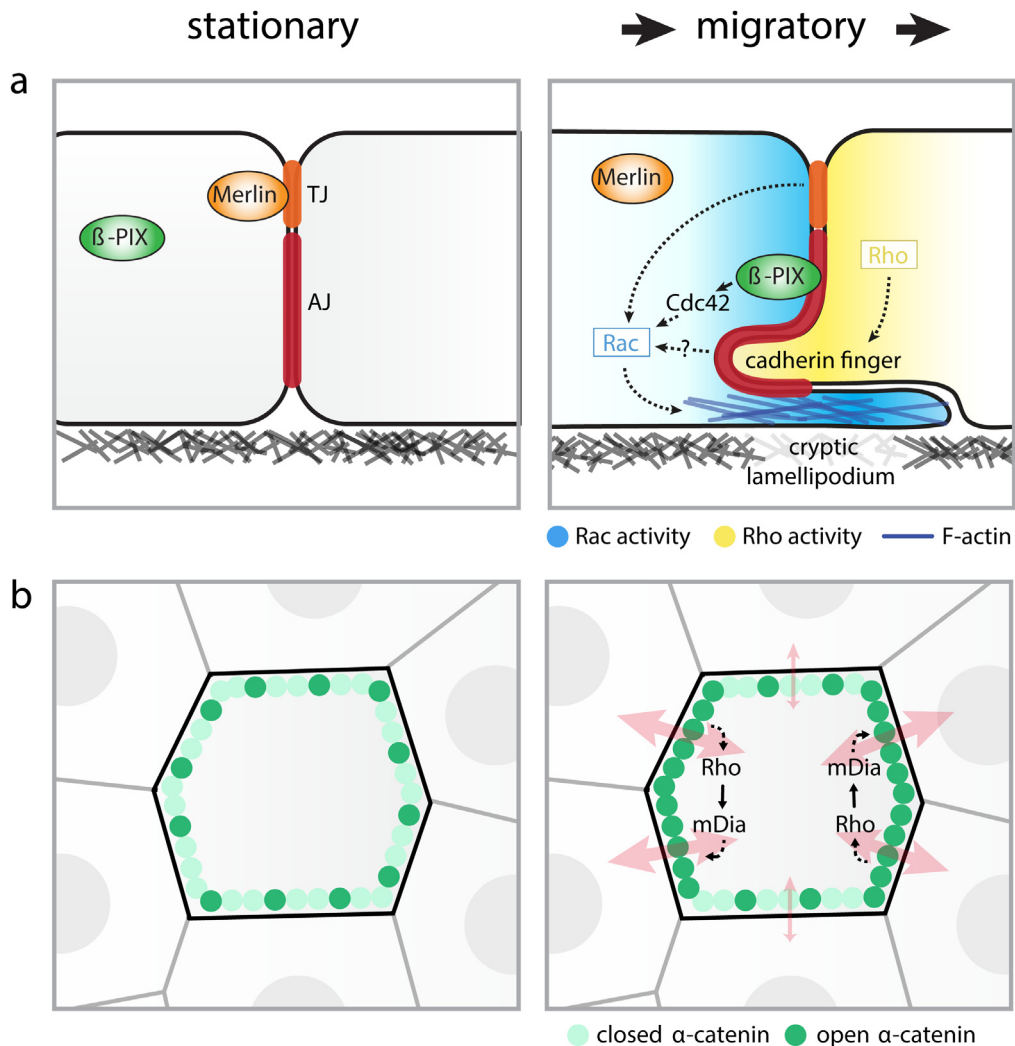 stationary
migratory
a
Merlin
TJ
ß-PIX
AJ
Merlin
Rho
ß-PIX
Cdc42
Rac
?
cadherin finger
cryptic
lamellipodium
Rac activity
Rho activity
F-actin
b
Rho
mDia
mDia
Rho
closed α-catenin
open α-catenin